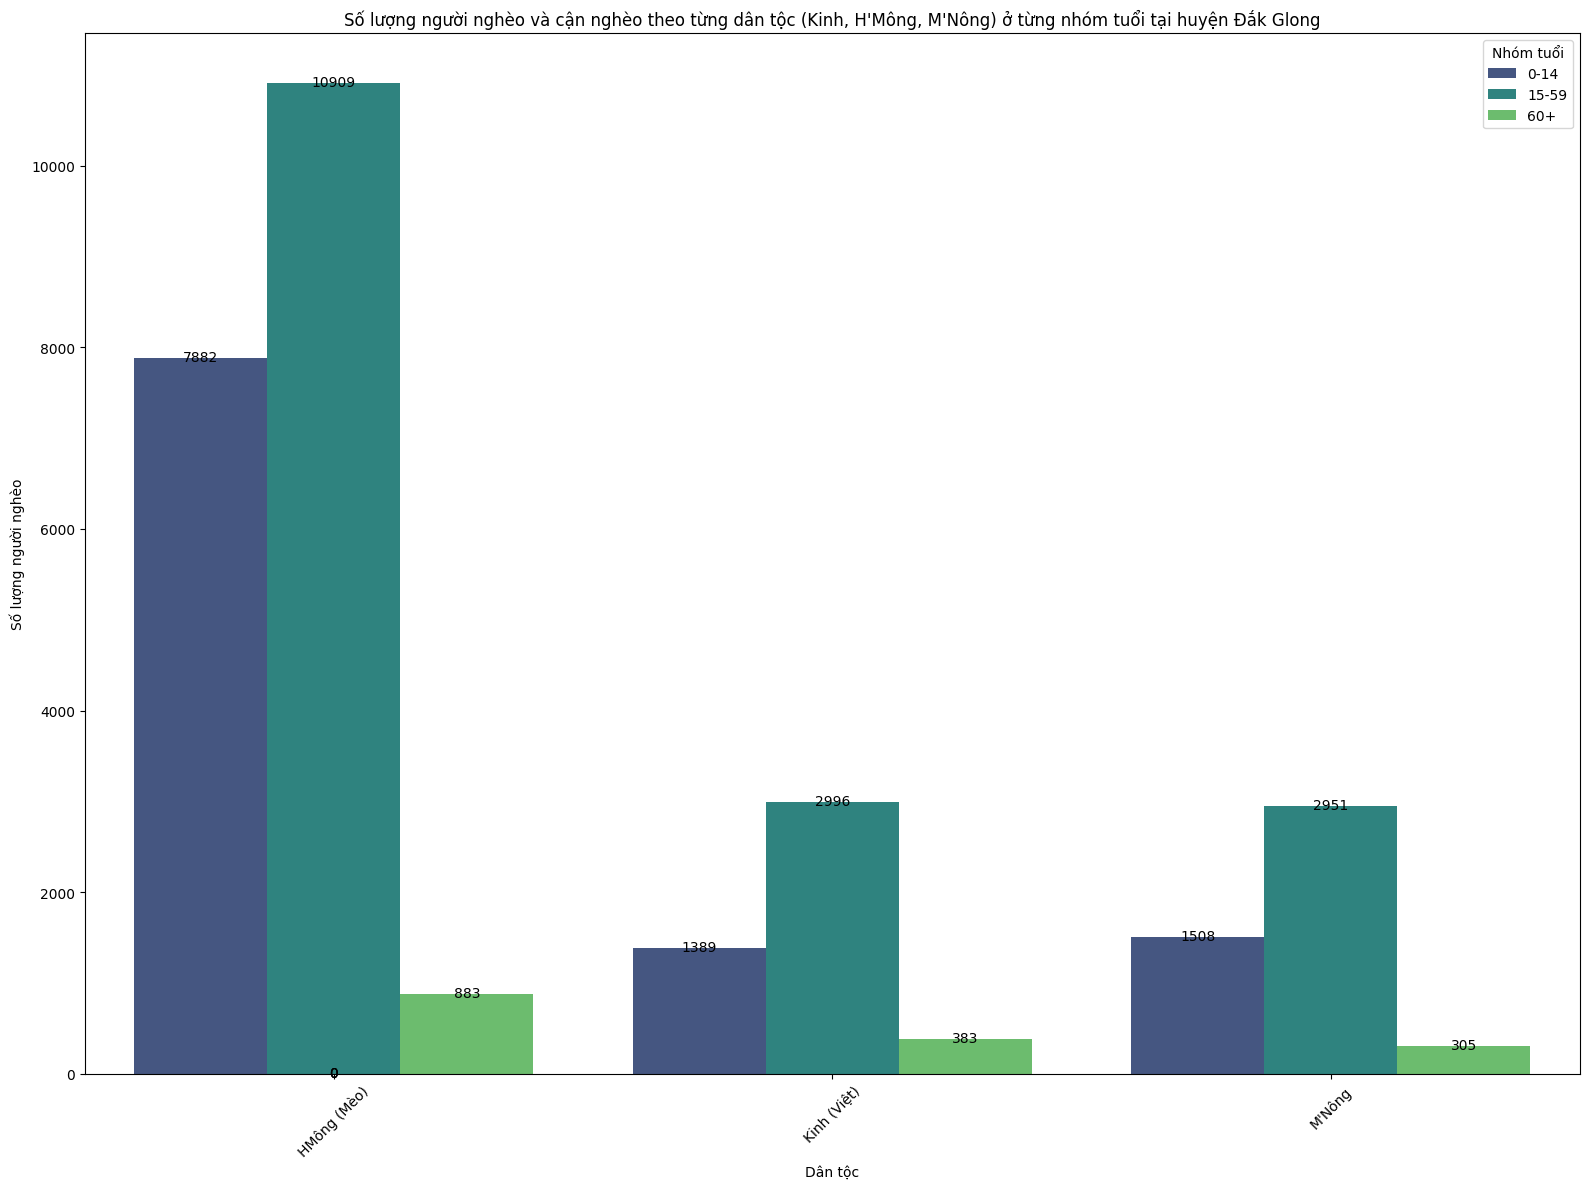 Số lượng người nghèo và cận nghèo theo từng dân tộc (Kinh, H'Mông, M'Nông) ở từng nhóm tuổi tại huyện Đắk Glong
Nhóm tuổi
0-14
15-59
60+
10909
7882
883
0
1389
2996
383
1508
2951
305
10000
8000
6000
4000
2000
0
Số lượng người nghèo
HMông (Mèo)
Kinh (Việt)
M'Nông
Dân tộc